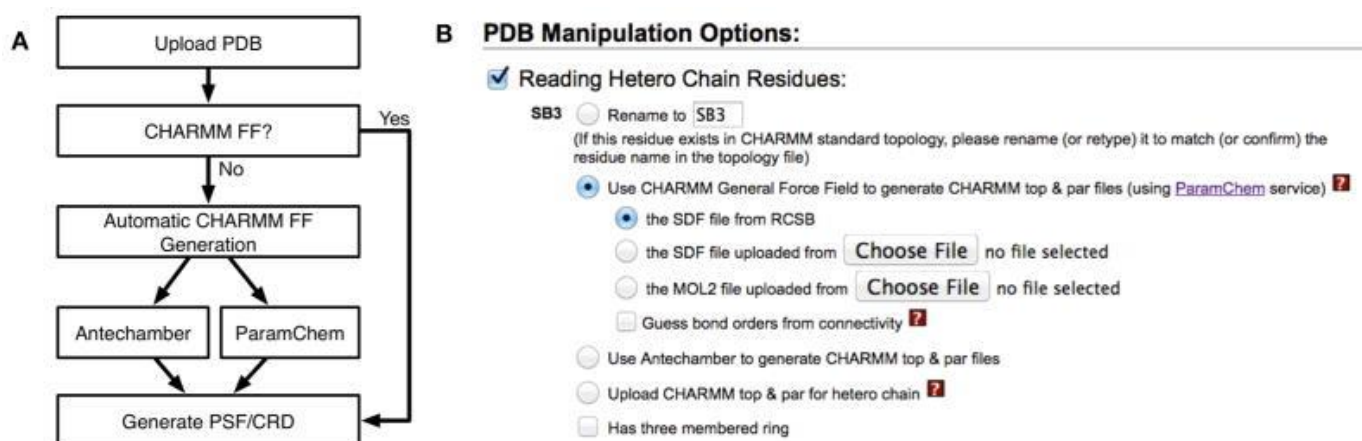 A
Upload PDB
CHARMM FF?
Yes
No
Automatic CHARMM FF
Generation
Antechamber
ParamChem
Generate PSF/CRD
B
PDB Manipulation Options:
Reading Hetero Chain Residues:
SB3 Rename to SB3
(If this residue exists in CHARMM standard topology, please rename (or retype) it to match (or confirm) the
residue name in the topology file)
Use CHARMM General Force Field to generate CHARMM top & par files (using ParamChem service) ?
the SDF file from RCSB
the SDF file uploaded from Choose File no file selected
the MOL2 file uploaded from Choose File no file selected
Guess bond orders from connectivity ?
Use Antechamber to generate CHARMM top & par files
Upload CHARMM top & par for hetero chain ?
Has three membered ring